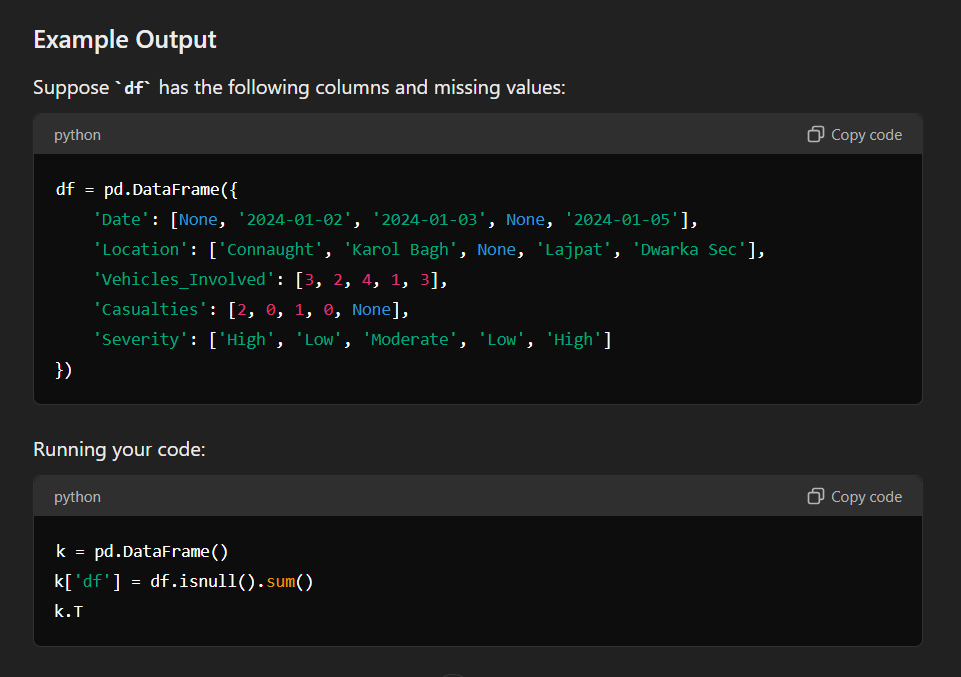 Example Output
Suppose `df` has the following columns and missing values:
python
Copy code
df = pd.DataFrame({
    'Date': [None, '2024-01-02', '2024-01-03', None, '2024-01-05'],
    'Location': ['Connaught', 'Karol Bagh', None, 'Lajpat', 'Dwarka Sec'],
    'Vehicles_Involved': [3, 2, 4, 1, 3],
    'Casualties': [2, 0, 1, 0, None],
    'Severity': ['High', 'Low', 'Moderate', 'Low', 'High']
})
Running your code:
python
Copy code
k = pd.DataFrame()
k['df'] = df.isnull().sum()
k.T